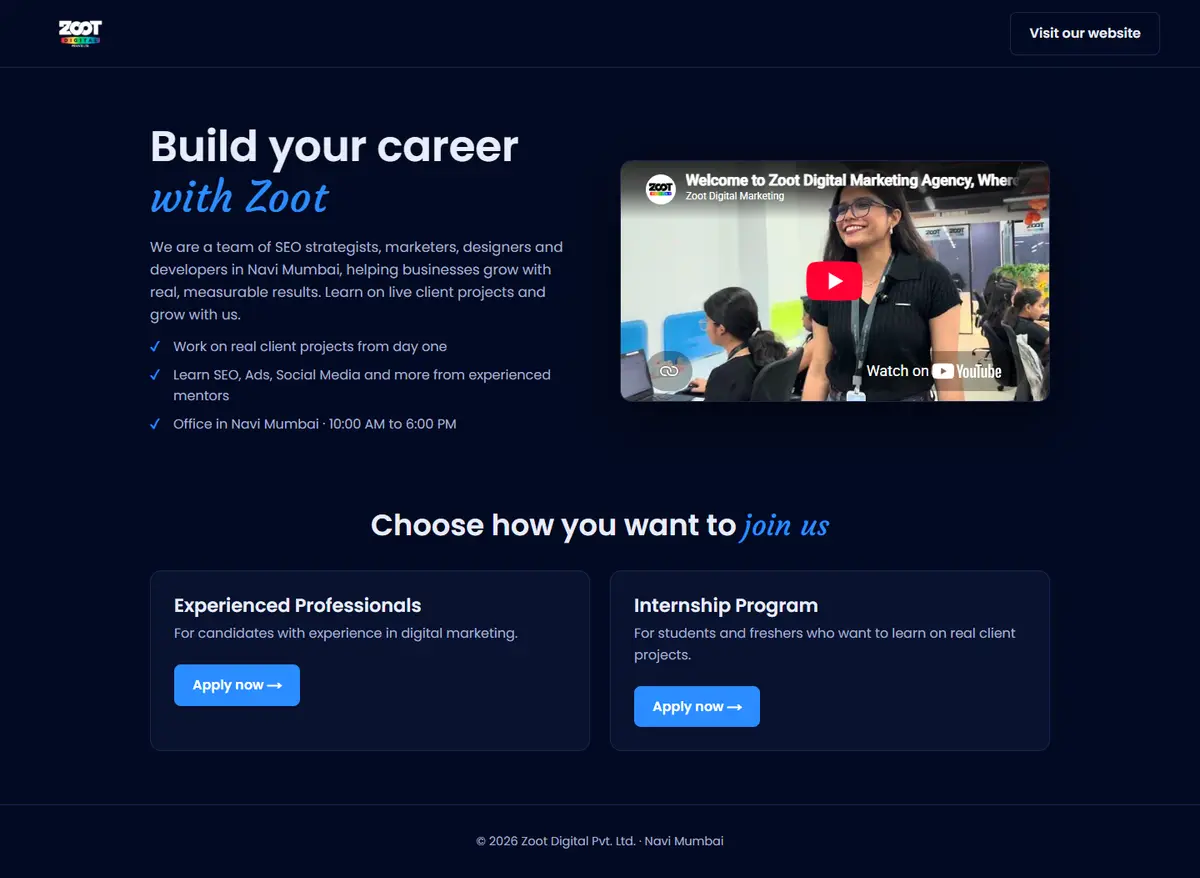 ZOOT
DIGITAL
Visit our website
Build your career
with Zoot
We are a team of SEO strategists, marketers, designers and
developers in Navi Mumbai, helping businesses grow with
real, measurable results. Learn on live client projects and
grow with us.
✓ Work on real client projects from day one
✓ Learn SEO, Ads, Social Media and more from experienced
mentors
✓ Office in Navi Mumbai · 10:00 AM to 6:00 PM
ZOOT
Welcome to Zoot Digital Marketing Agency, Where
Zoot Digital Marketing
Watch on YouTube
Choose how you want to join us
Experienced Professionals
For candidates with experience in digital marketing.
Apply now →
Internship Program
For students and freshers who want to learn on real client
projects.
Apply now →
© 2026 Zoot Digital Pvt. Ltd. · Navi Mumbai